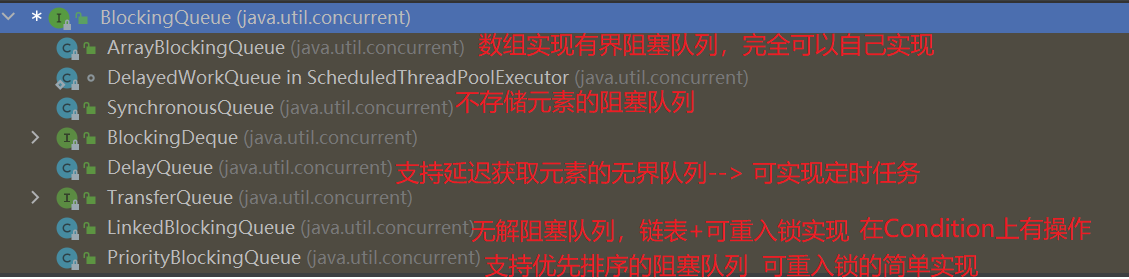 * BlockingQueue (java.util.concurrent)
ArrayBlockingQueue (java.util.concurrent) 数组实现有界阻塞队列，完全可以自己实现
DelayedWorkQueue in ScheduledThreadPoolExecutor (java.util.concurrent)
SynchronousQueue (java.util.concurrent) 不存储元素的阻塞队列
BlockingDeque (java.util.concurrent)
DelayQueue (java.util.concurrent) 支持延迟获取元素的无界队列--> 可实现定时任务
TransferQueue (java.util.concurrent)
LinkedBlockingQueue (java.util.concurrent) 无解阻塞队列，链表+可重入锁实现 在Condition上有操作
PriorityBlockingQueue (java.util.concurrent) 支持优先排序的阻塞队列 可重入锁的简单实现